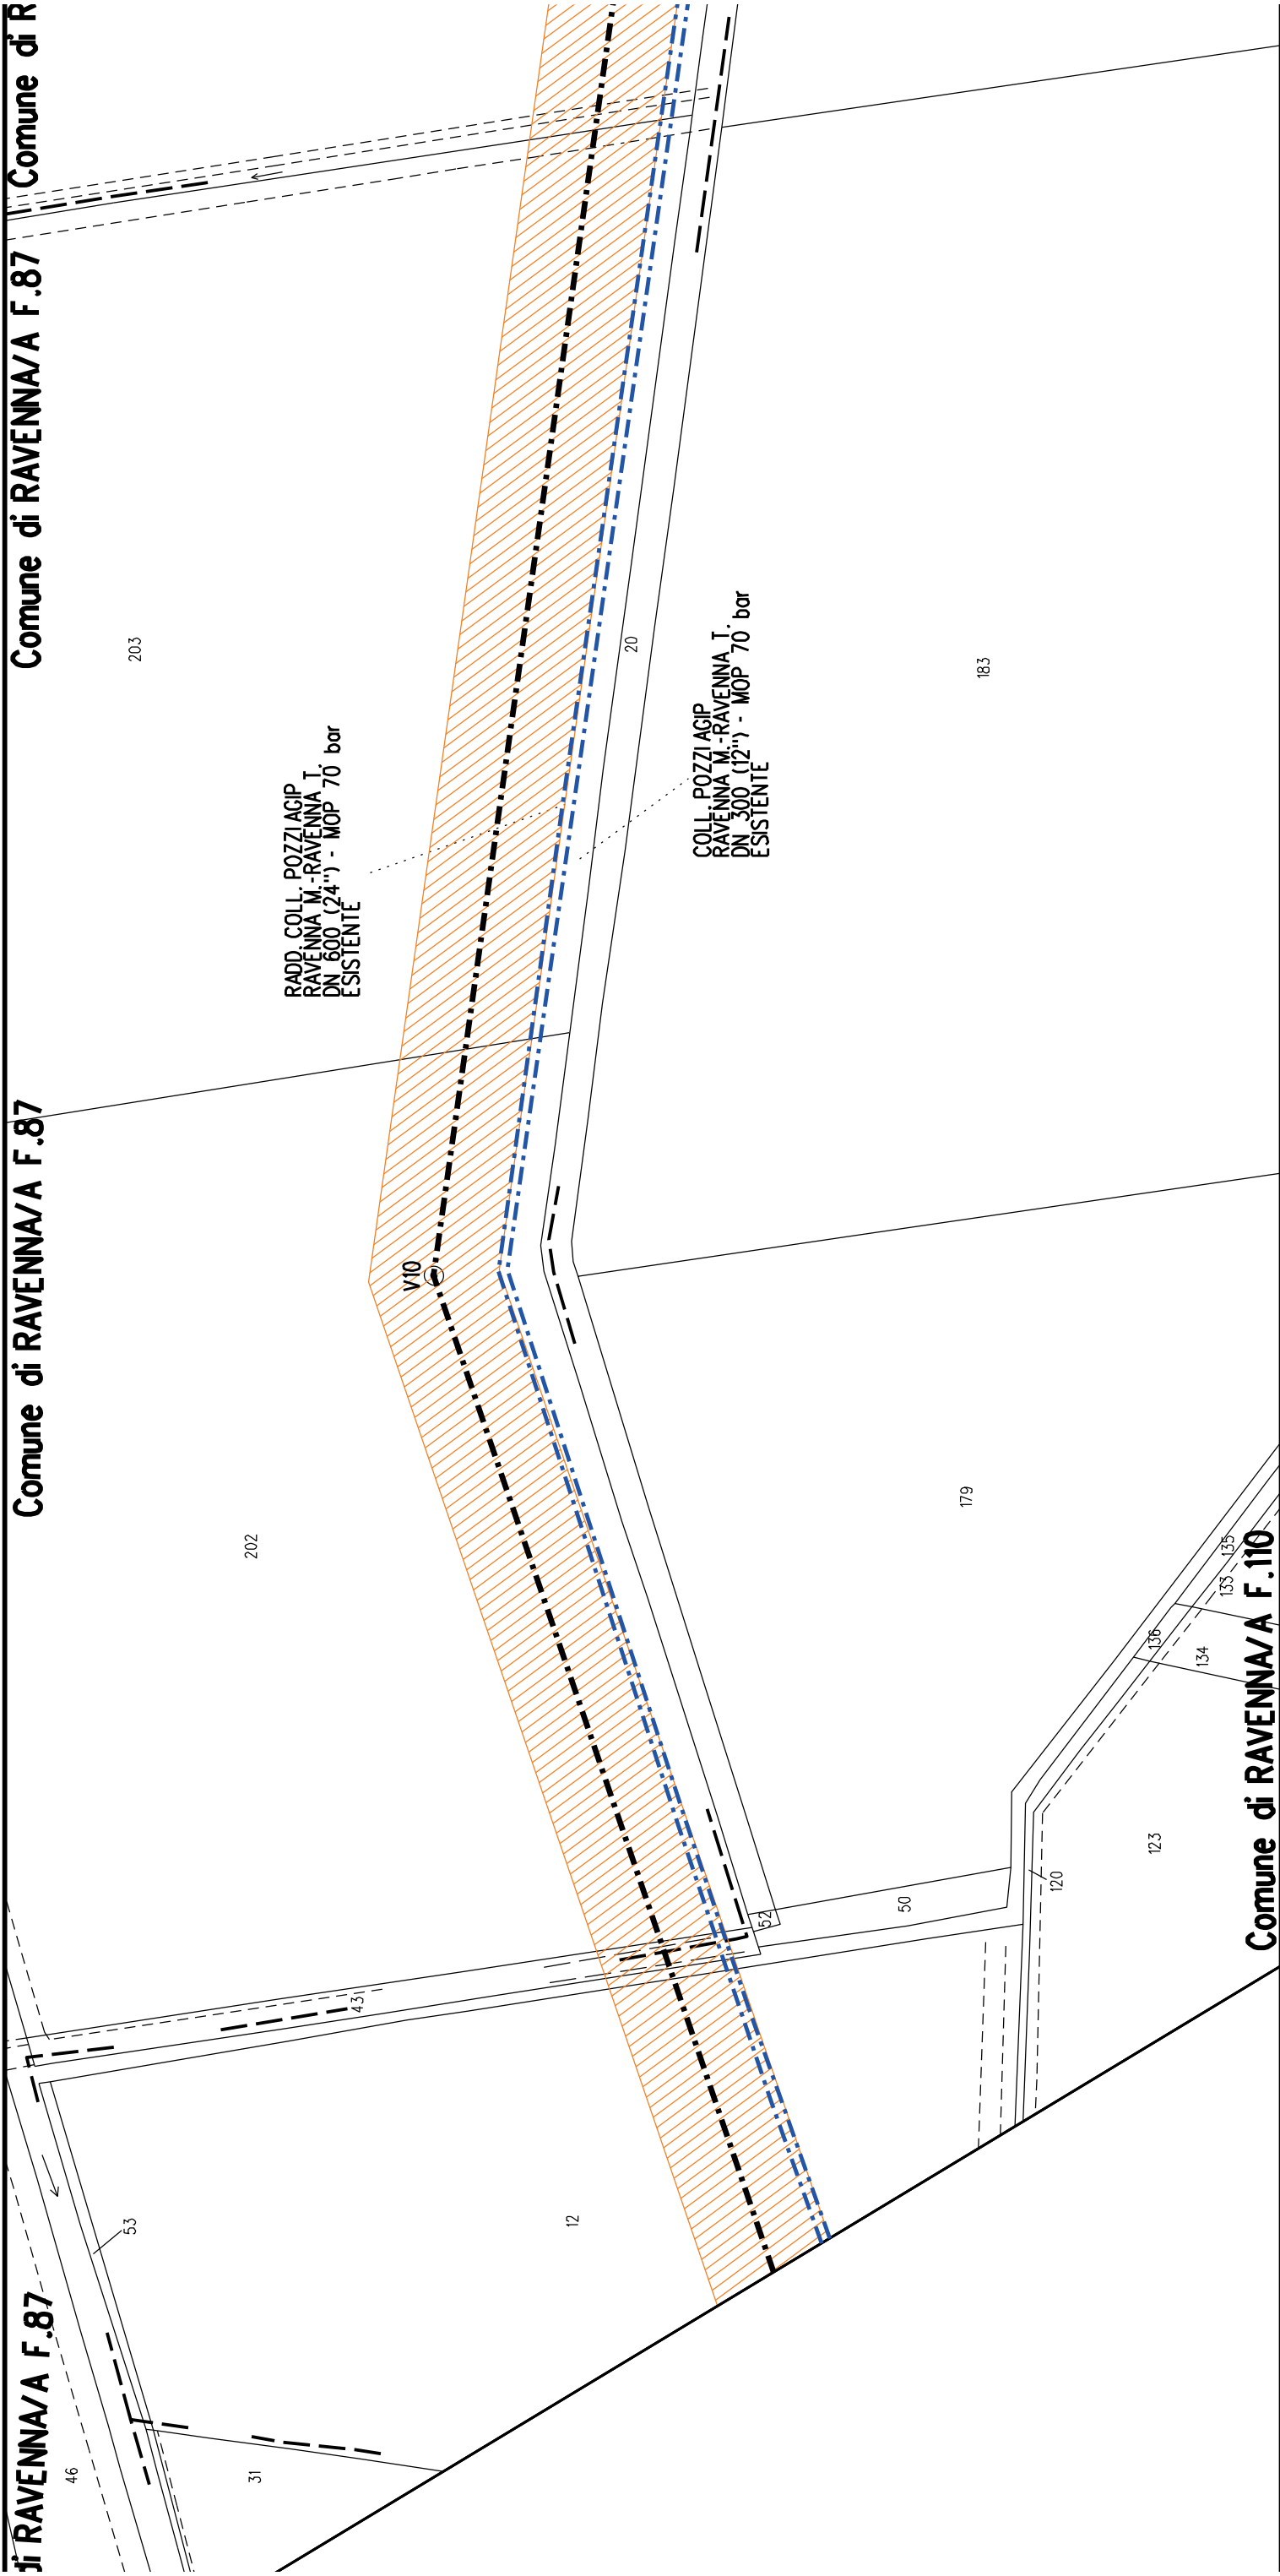 di RAVENNA/A F.87
Comune di RAVENNA/A F.87
Comune di RAVENNA/A F.87
Comune di R
203
202
RADD. COLL. POZZI AGIP
RAVENNA M.-RAVENNA T.
DN 600 (24") - MOP 70 bar
ESISTENTE
V10
20
COLL. POZZI AGIP
RAVENNA M.-RAVENNA T.
DN 300 (12") - MOP 70 bar
ESISTENTE
183
179
43
52
50
120
123
135
133
136
134
53
12
46
31
Comune di RAVENNA/A F.110